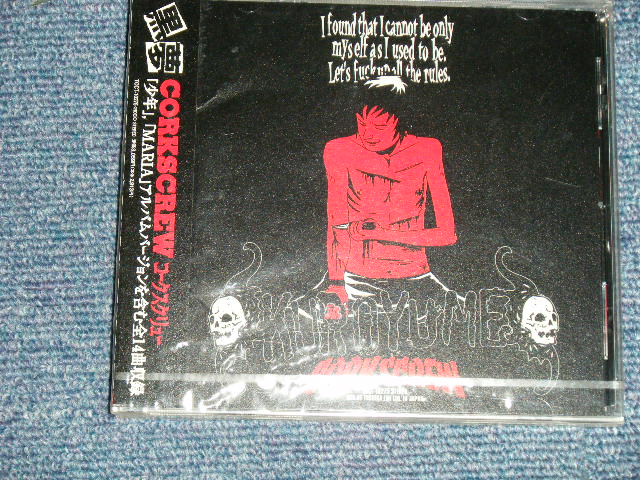 黒夢
CORKSCREW コークスクリュー
「少年」、「MARIA」アルバムバージョンを含む全14曲収録
I found that I cannot be only
myself as I used to be.
Let's fuck up all the rules.
KUROYUME
CORKSCREW